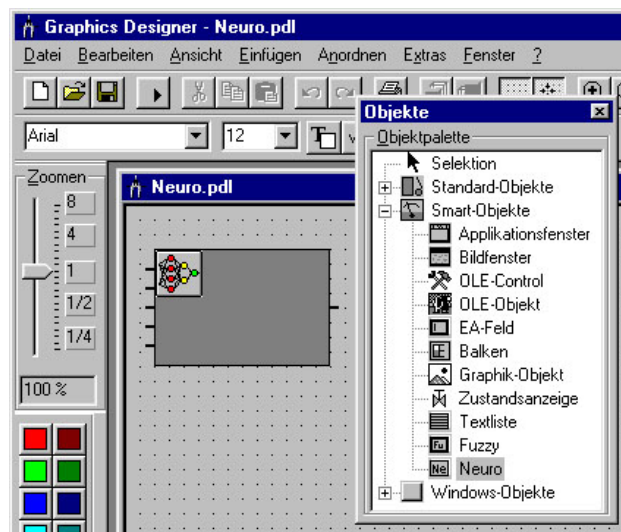 Graphics Designer - Neuro.pdl
Datei Bearbeiten Ansicht Einfügen Anordnen Extras Fenster ?
Arial 12
Zoomen
8
4
1
1/2
1/4
100 %
Neuro.pdl
Objekte
Objektpalette
Selektion
Standard-Objekte
Smart-Objekte
Applikationsfenster
Bildfenster
OLE-Control
OLE-Objekt
EA-Feld
Balken
Graphik-Objekt
Zustandsanzeige
Textliste
Fu Fuzzy
Ne Neuro
Windows-Objekte